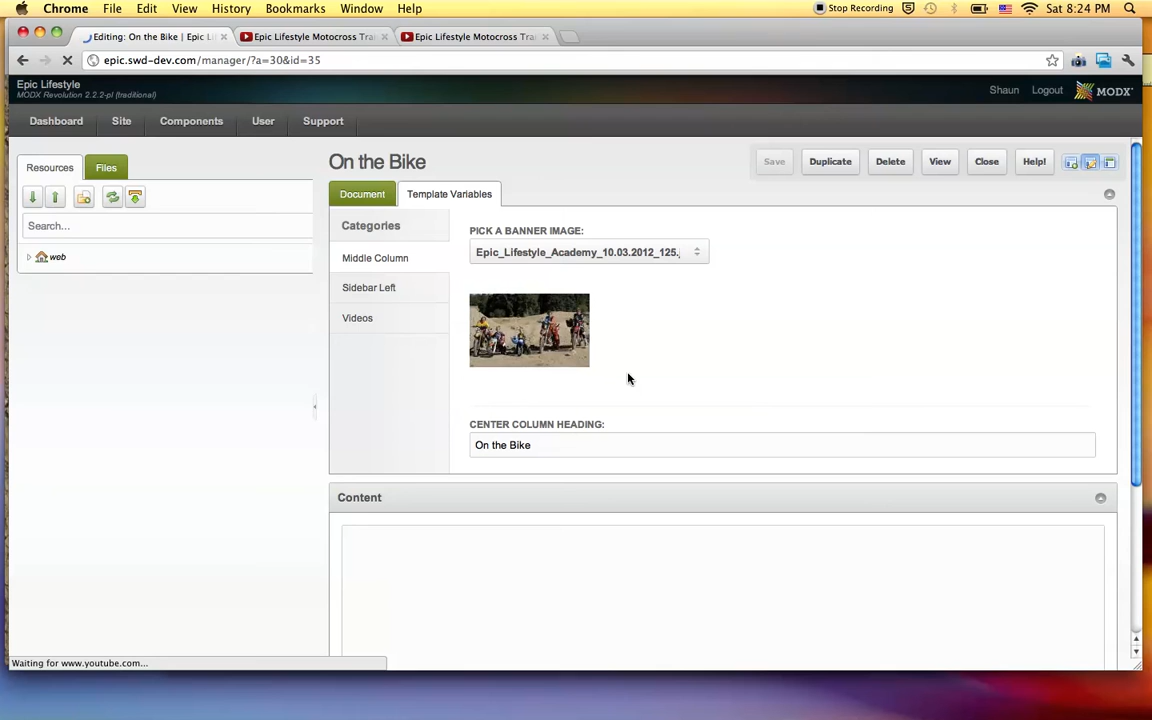 Chrome File Edit View History Bookmarks Window Help Stop Recording Sat 8:24 PM
Editing: On the Bike | Epic Li Epic Lifestyle Motocross Trai Epic Lifestyle Motocross Trai
epic.swd-dev.com/manager/?a=30&id=35
Epic Lifestyle
MODX Revolution 2.2.2-pl (traditional)
Shaun Logout MODX
Dashboard Site Components User Support
Resources Files
Search...
web
On the Bike
Save Duplicate Delete View Close Help!
Document Template Variables
Categories
Middle Column
Sidebar Left
Videos
PICK A BANNER IMAGE:
Epic_Lifestyle_Academy_10.03.2012_125.j
CENTER COLUMN HEADING:
On the Bike
Content
Waiting for www.youtube.com...